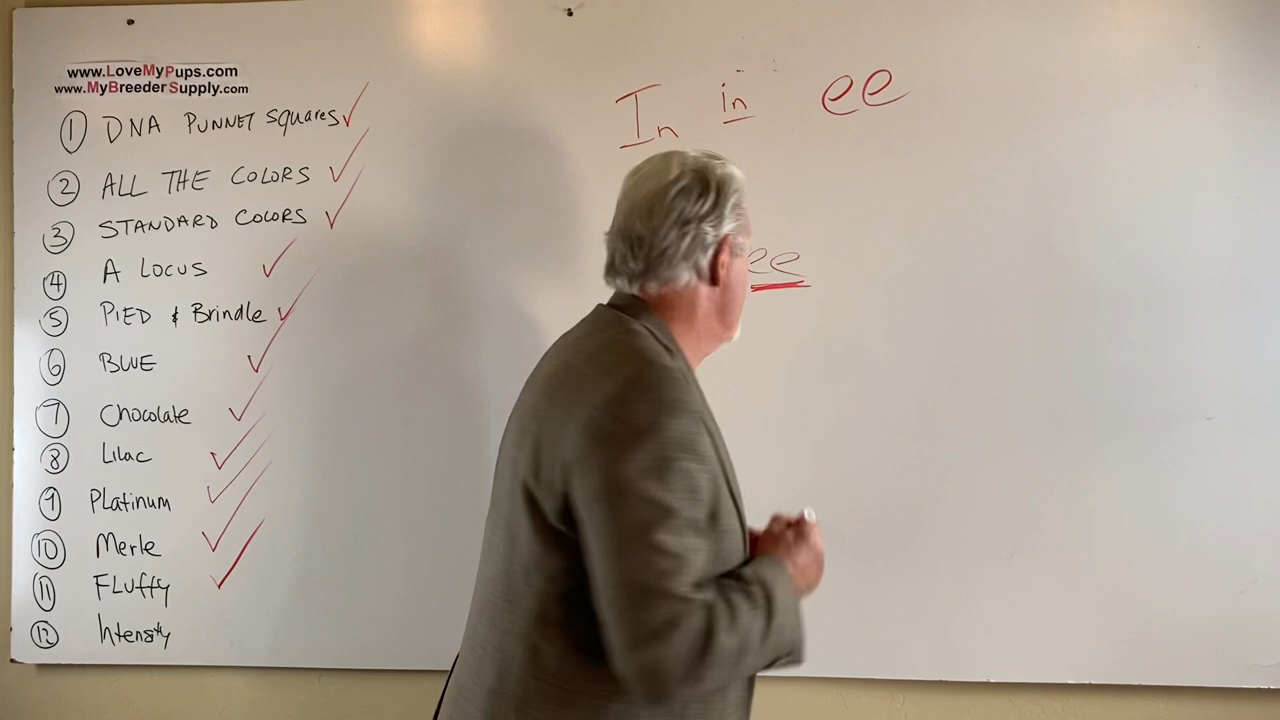 www.LoveMyPups.com
www.MyBreederSupply.com
1 DNA PUNNET Squares
2 ALL THE COLORS
3 STANDARD COLORS
4 A LOCUS
5 PiED & Brindle
6 BLUE
7 Chocolate
8 Lilac
9 Platinum
10 Merle
11 FLuffy
12 Intensity
In in ee
ee